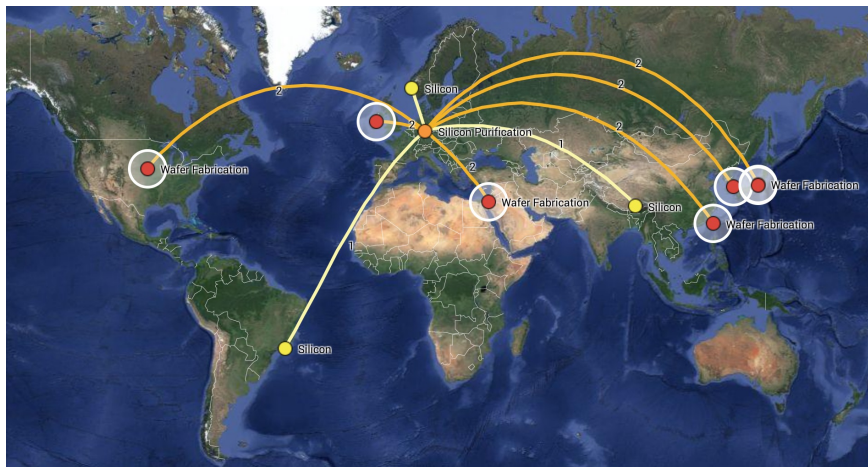 2
2
2
2
Silicon
1
2
Silicon Purification
2
Wafer Fabrication
Wafer Fabrication
Wafer Fabrication
Silicon
Wafer Fabrication
1
Silicon